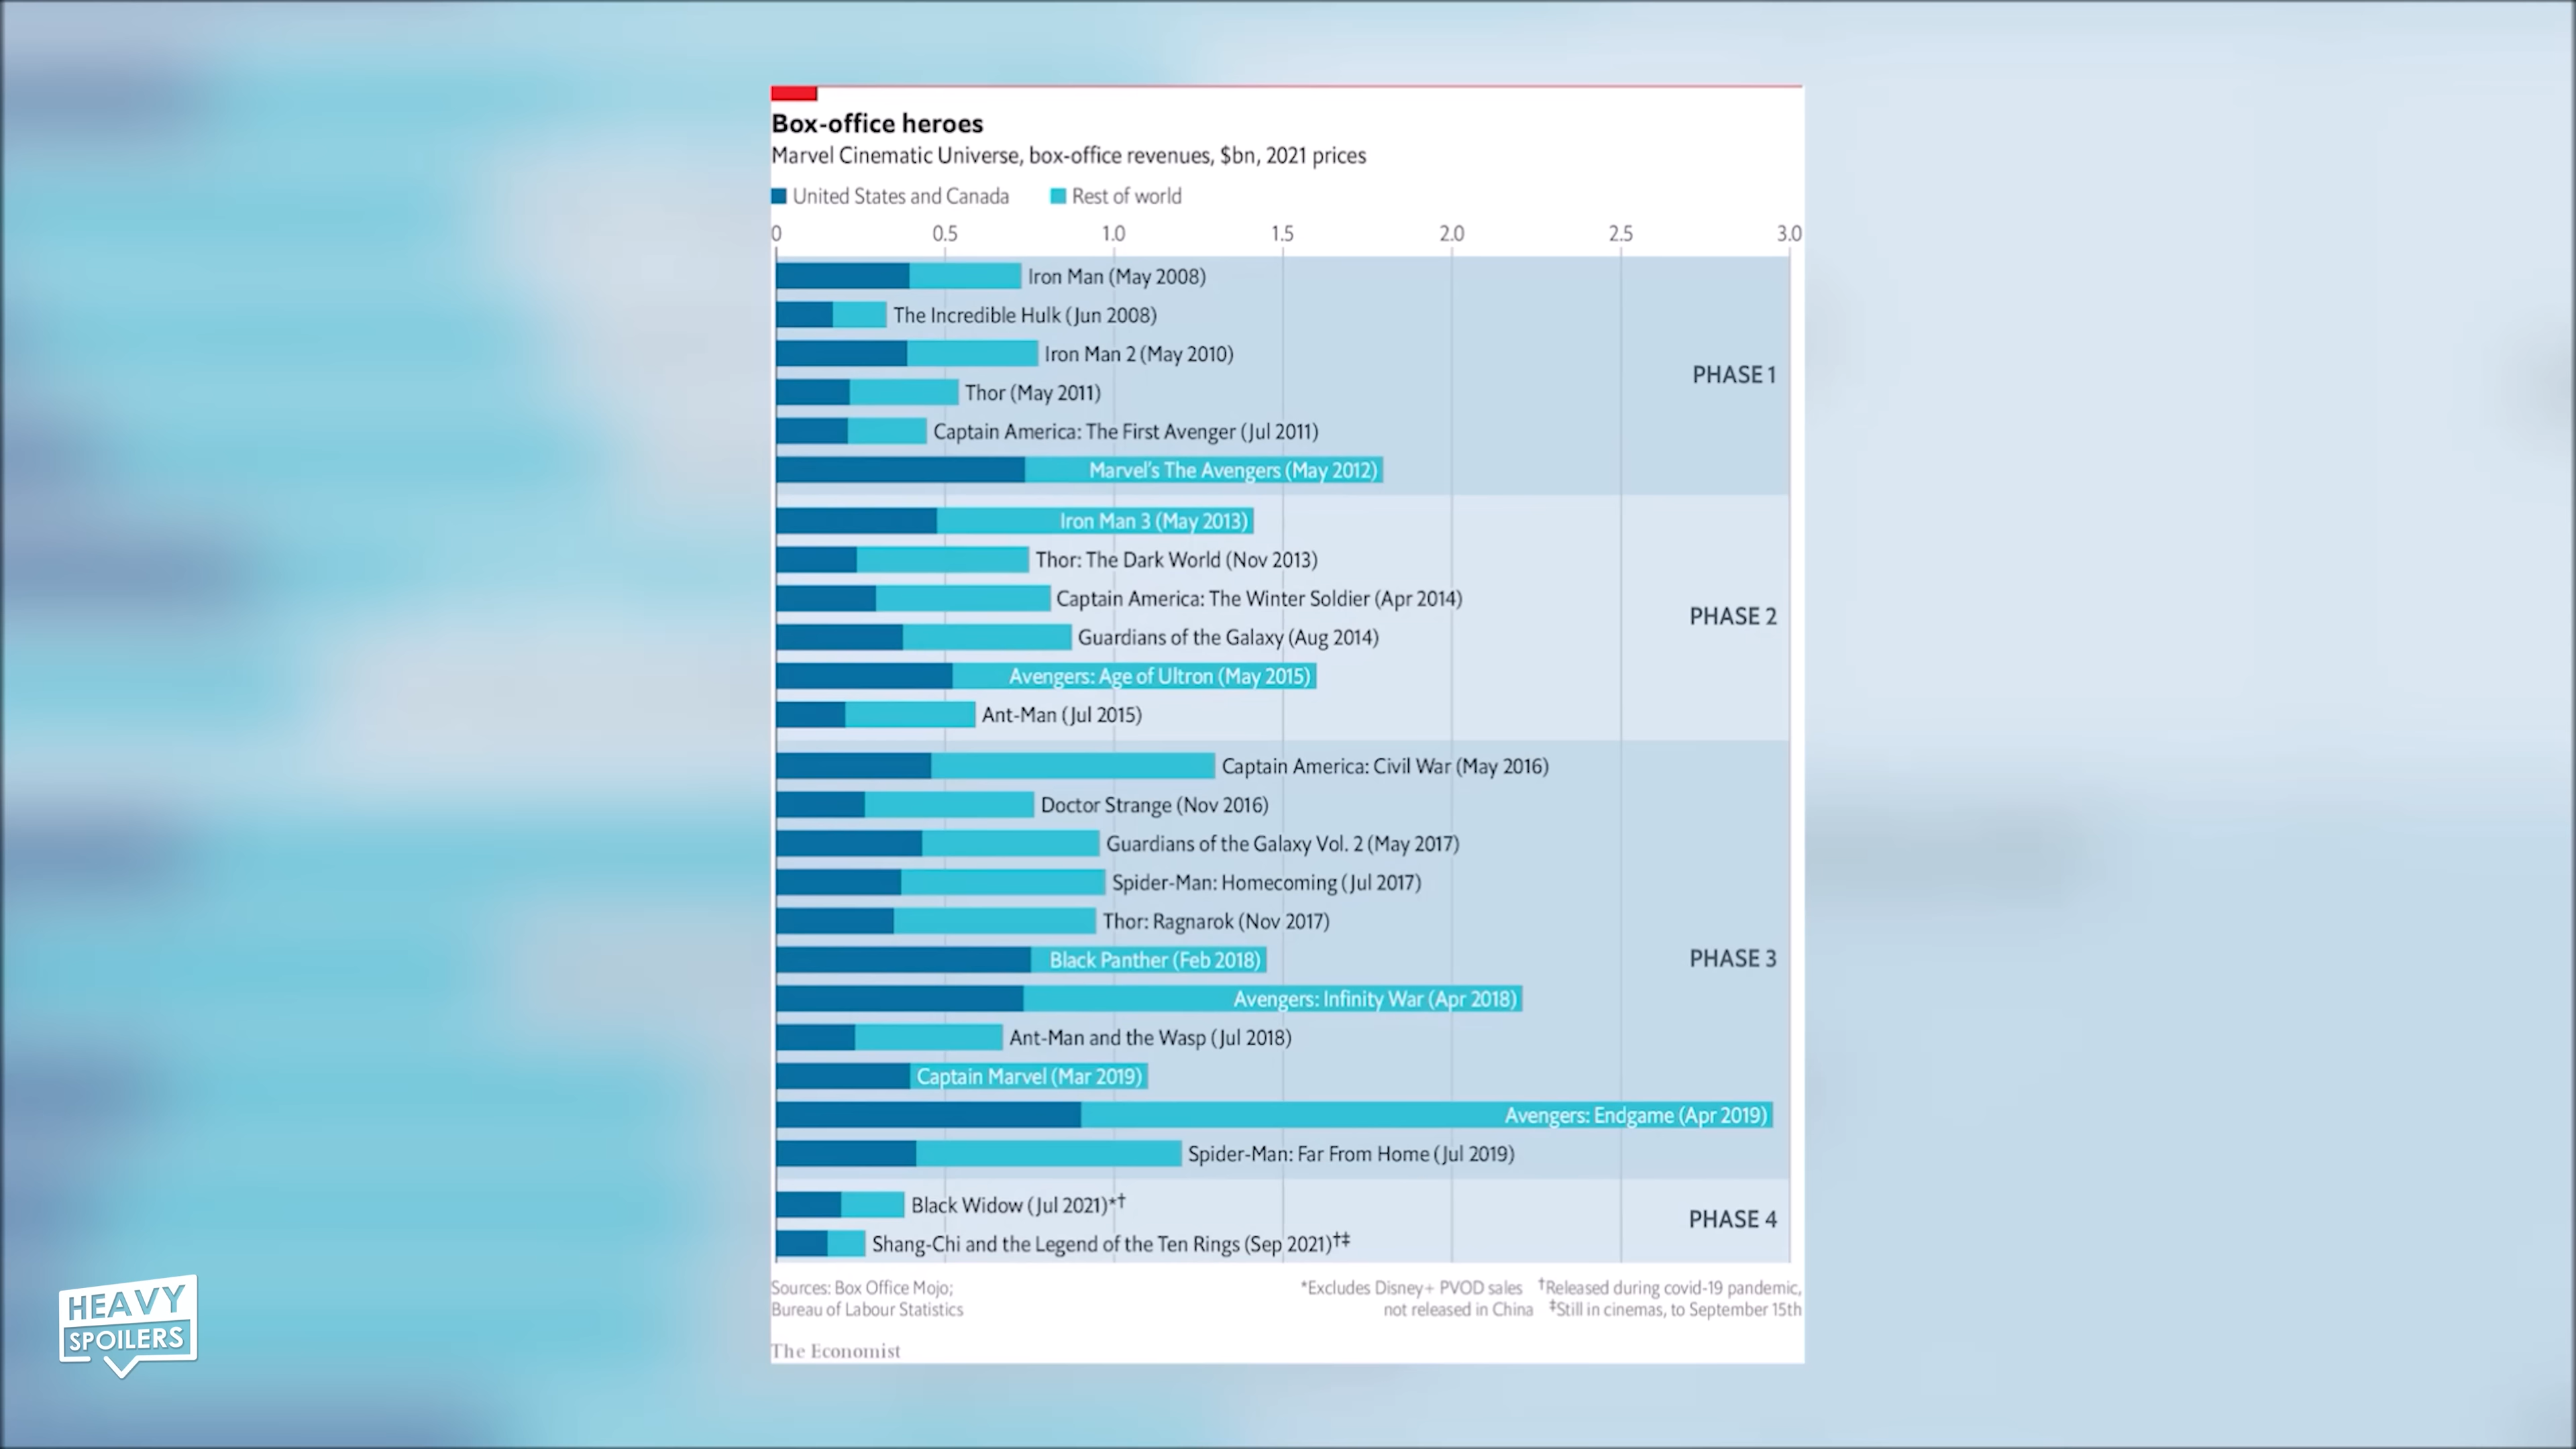 Box-office heroes
Marvel Cinematic Universe, box-office revenues, $bn, 2021 prices
United States and Canada Rest of world
0 0.5 1.0 1.5 2.0 2.5 3.0
Iron Man (May 2008)
The Incredible Hulk (Jun 2008)
Iron Man 2 (May 2010)
PHASE 1
Thor (May 2011)
Captain America: The First Avenger (Jul 2011)
Marvel's The Avengers (May 2012)
Iron Man 3 (May 2013)
Thor: The Dark World (Nov 2013)
Captain America: The Winter Soldier (Apr 2014)
PHASE 2
Guardians of the Galaxy (Aug 2014)
Avengers: Age of Ultron (May 2015)
Ant-Man (Jul 2015)
Captain America: Civil War (May 2016)
Doctor Strange (Nov 2016)
Guardians of the Galaxy Vol. 2 (May 2017)
Spider-Man: Homecoming (Jul 2017)
Thor: Ragnarok (Nov 2017)
Black Panther (Feb 2018)
PHASE 3
Avengers: Infinity War (Apr 2018)
Ant-Man and the Wasp (Jul 2018)
Captain Marvel (Mar 2019)
Avengers: Endgame (Apr 2019)
Spider-Man: Far From Home (Jul 2019)
Black Widow (Jul 2021)*†
PHASE 4
Shang-Chi and the Legend of the Ten Rings (Sep 2021)†‡
Sources: Box Office Mojo;
Bureau of Labour Statistics
*Excludes Disney+ PVOD sales †Released during covid-19 pandemic,
not released in China ‡Still in cinemas, to September 15th
The Economist
HEAVY
SPOILERS